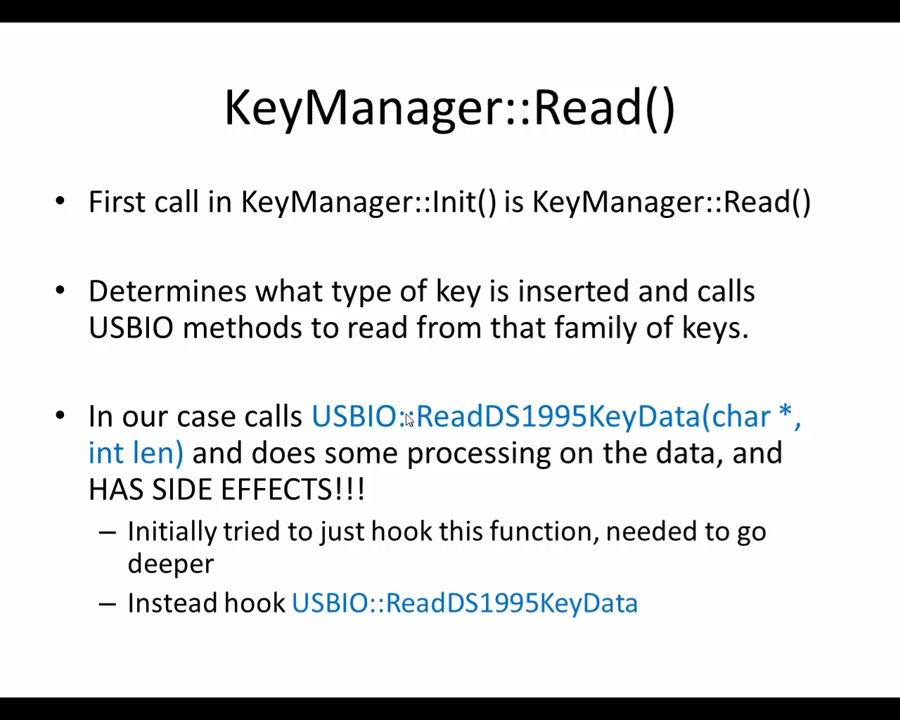 KeyManager::Read()
• First call in KeyManager::Init() is KeyManager::Read()
• Determines what type of key is inserted and calls
USBIO methods to read from that family of keys.
• In our case calls USBIO::ReadDS1995KeyData(char *,
int len) and does some processing on the data, and
HAS SIDE EFFECTS!!!
– Initially tried to just hook this function, needed to go
deeper
– Instead hook USBIO::ReadDS1995KeyData